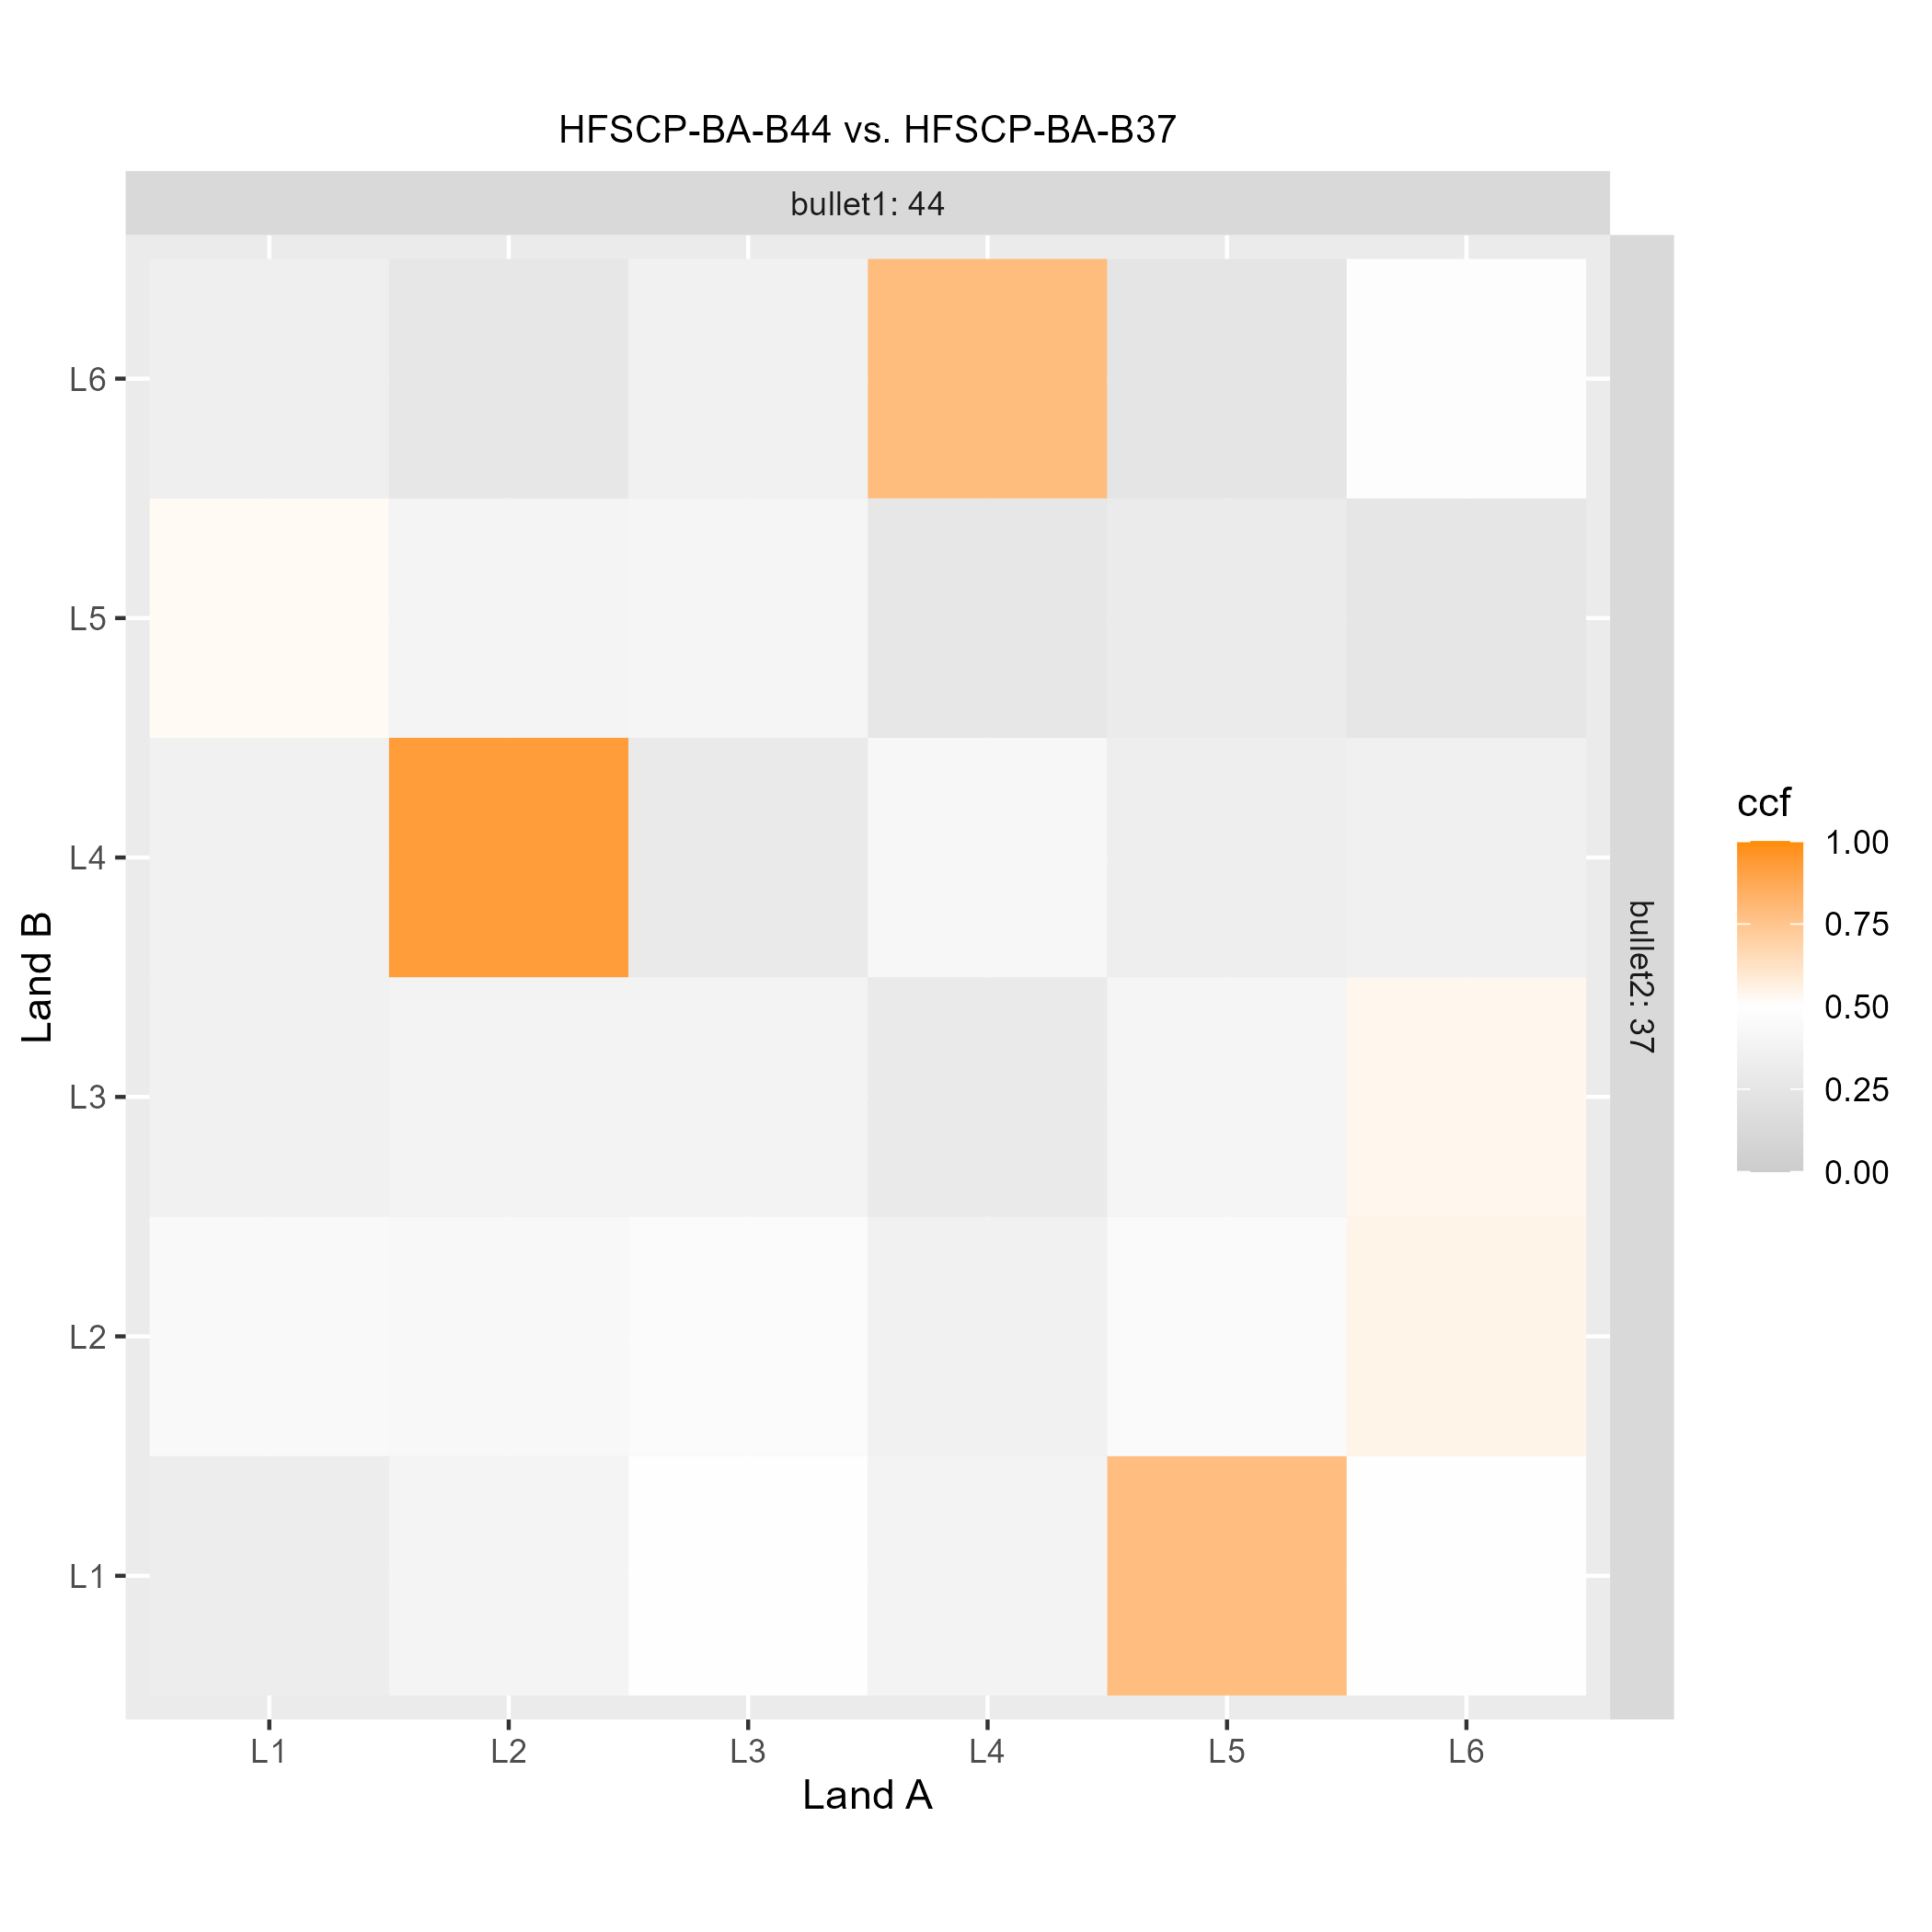 HFSCP-BA-B44 vs. HFSCP-BA-B37
bullet1: 44
L6
L5
L4
L3
L2
L1
Land B
bullet2: 37
L1 L2 L3 L4 L5 L6
Land A
ccf
1.00
0.75
0.50
0.25
0.00